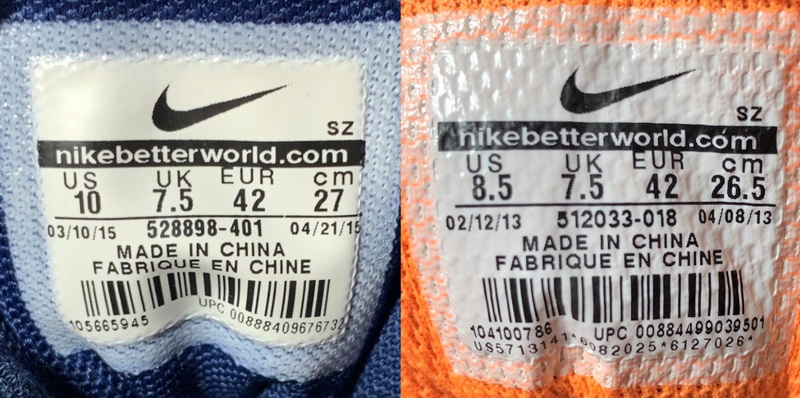 SZ
nikebetterworld.com
US UK EUR cm
10 7.5 42 27
03/10/15 528898-401 04/21/15
MADE IN CHINA
FABRIQUE EN CHINE
105665945 UPC 00888409676732
SZ
nikebetterworld.com
US UK EUR cm
8.5 7.5 42 26.5
02/12/13 512033-018 04/08/13
MADE IN CHINA
FABRIQUE EN CHINE
104100786 UPC 00884499039501
US5713141*6082025*6127026*